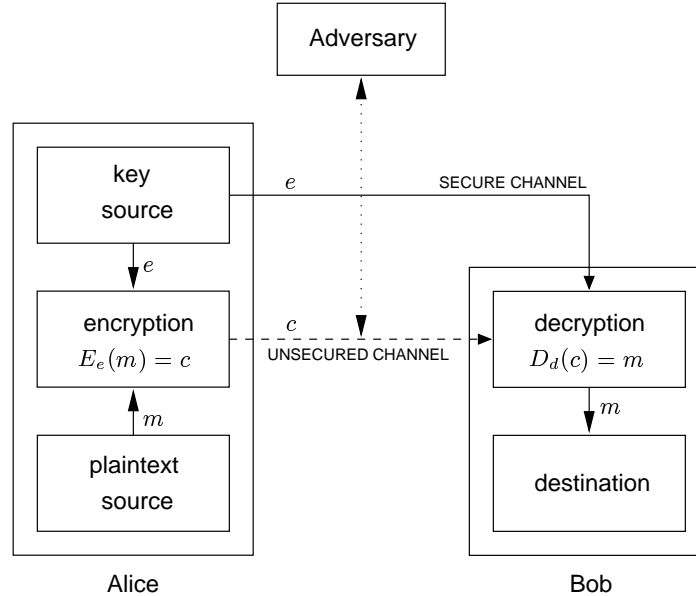 Adversary
key
source
e
SECURE CHANNEL
e
encryption
E_e(m) = c
c
UNSECURED CHANNEL
decryption
D_d(c) = m
m
m
plaintext
source
destination
Alice
Bob